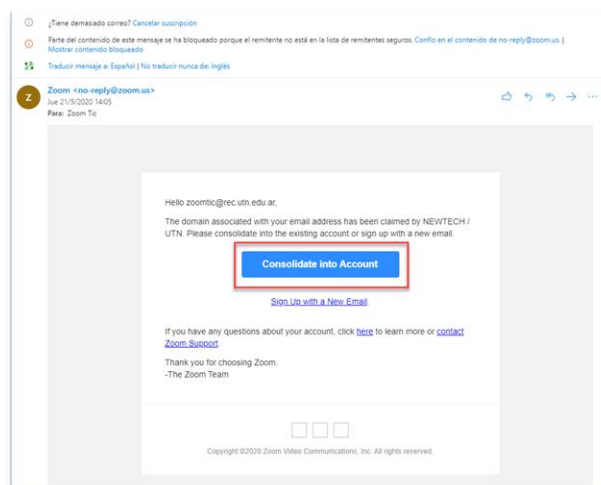 ¿Tiene demasiado correo? Cancelar suscripción
Parte del contenido de este mensaje se ha bloqueado porque el remitente no está en la lista de remitentes seguros. Confío en el contenido de no-reply@zoom.us. |
Mostrar contenido bloqueado
Traducir mensaje a: Español | No traducir nunca de: Inglés
Z
Zoom <no-reply@zoom.us>
Jue 21/5/2020 14:05
Para: Zoom Tic
Hello zoomtic@rec.utn.edu.ar,
The domain associated with your email address has been claimed by NEWTECH /
UTN. Please consolidate into the existing account or sign up with a new email.
Consolidate into Account
Sign Up with a New Email
If you have any questions about your account, click here to learn more or contact
Zoom Support.
Thank you for choosing Zoom.
-The Zoom Team
Copyright ©2020 Zoom Video Communications, Inc. All rights reserved.